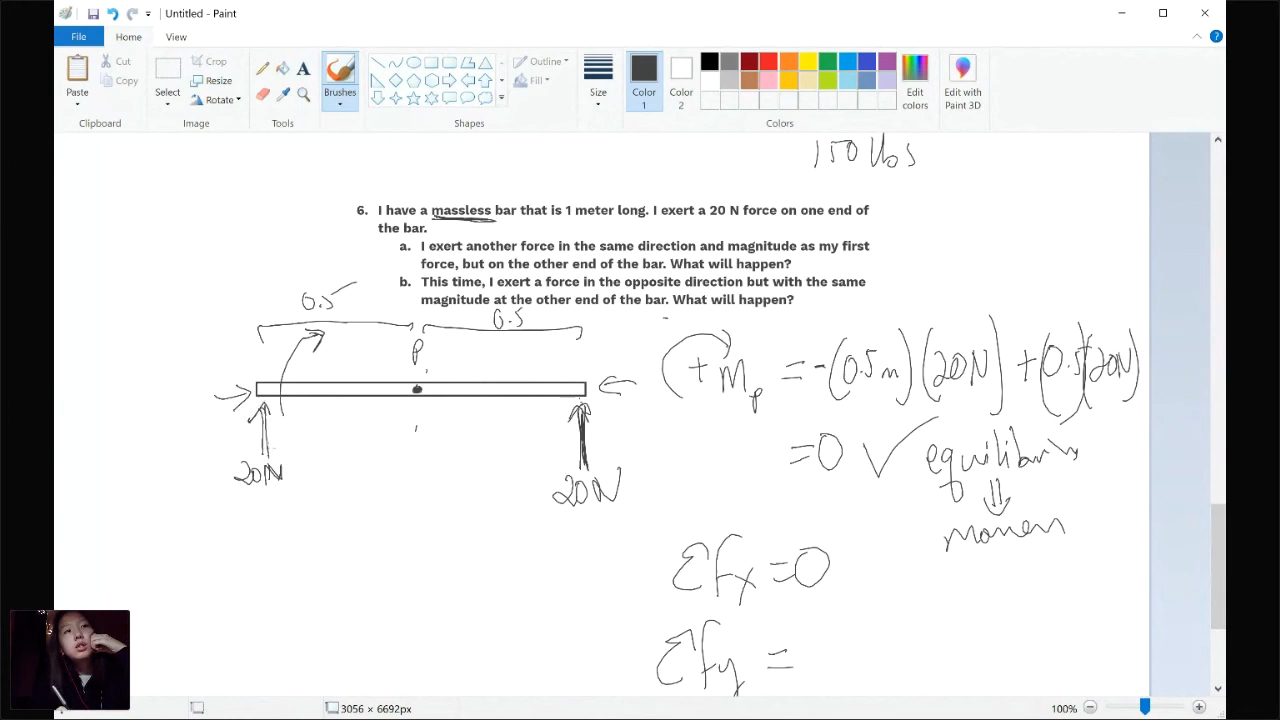 Untitled - Paint
File Home View
Paste
Cut
Copy
Clipboard
Select
Crop
Resize
Rotate
Image
A
Tools
Brushes
Outline
Fill
Shapes
Size
Color 1
Color 2
Edit colors
Edit with Paint 3D
Colors
150 lbs
6. I have a massless bar that is 1 meter long. I exert a 20 N force on one end of
the bar.
a. I exert another force in the same direction and magnitude as my first
force, but on the other end of the bar. What will happen?
b. This time, I exert a force in the opposite direction but with the same
magnitude at the other end of the bar. What will happen?
0.5
0.5
P
20N
20N
+ Mp = -(0.5m)(20N) + (0.5)(20N)
=0 ✓ equilibrium
⇓
moment
Σfx=0
Σfy =
3056 × 6692px
100%